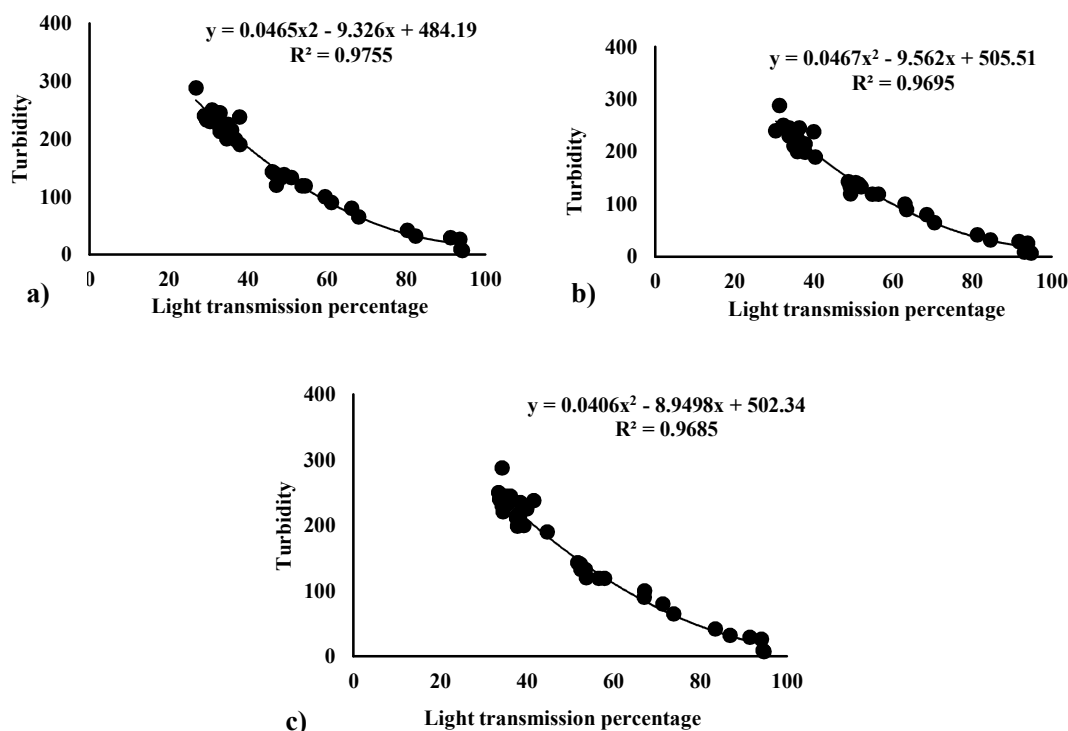 y = 0.0465x2 - 9.326x + 484.19
R² = 0.9755
400
300
200
100
0
0 20 40 60 80 100
Turbidity
Light transmission percentage
a)
y = 0.0467x² - 9.562x + 505.51
R² = 0.9695
400
300
200
100
0
0 20 40 60 80 100
Turbidity
Light transmission percentage
b)
y = 0.0406x² - 8.9498x + 502.34
R² = 0.9685
400
300
200
100
0
0 20 40 60 80 100
Turbidity
Light transmission percentage
c)